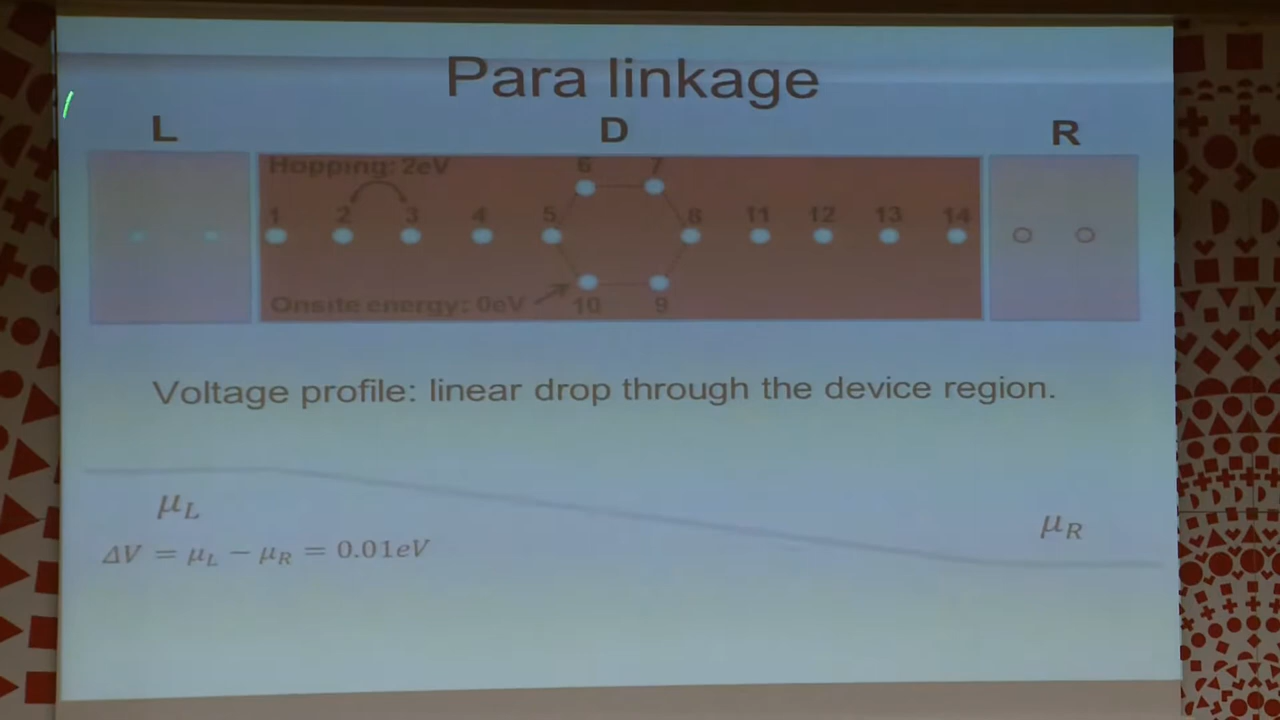 Para linkage
L D R
Hopping: 2eV 6 7
1 2 3 4 5 8 11 12 13 14
Onsite energy: 0eV 10 9
Voltage profile: linear drop through the device region.
μL
μR
ΔV = μL − μR = 0.01eV